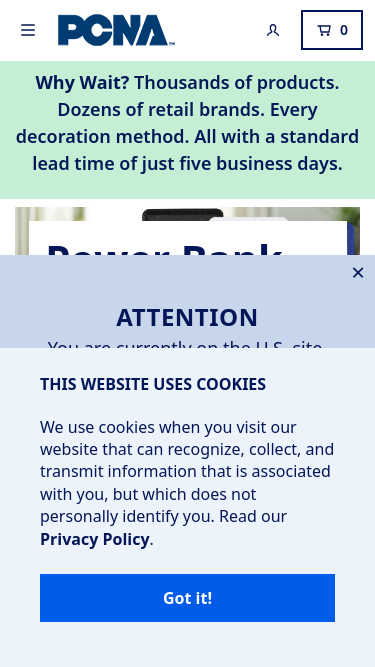 PCNA™
0
Why Wait? Thousands of products.
Dozens of retail brands. Every
decoration method. All with a standard
lead time of just five business days.
Power Bank
ATTENTION
You are currently on the U.S. site.
THIS WEBSITE USES COOKIES
We use cookies when you visit our
website that can recognize, collect, and
transmit information that is associated
with you, but which does not
personally identify you. Read our
Privacy Policy.
Got it!